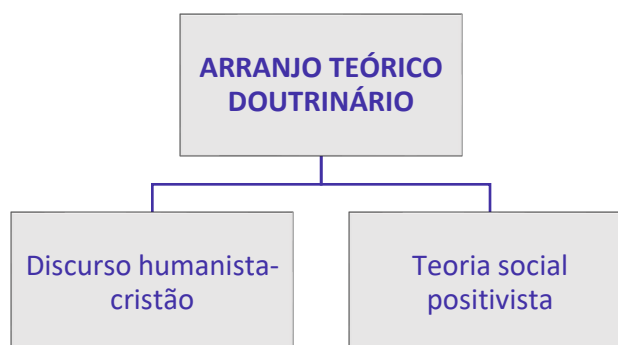 ARRANJO TEÓRICO
DOUTRINÁRIO
Discurso humanista-
cristão
Teoria social
positivista